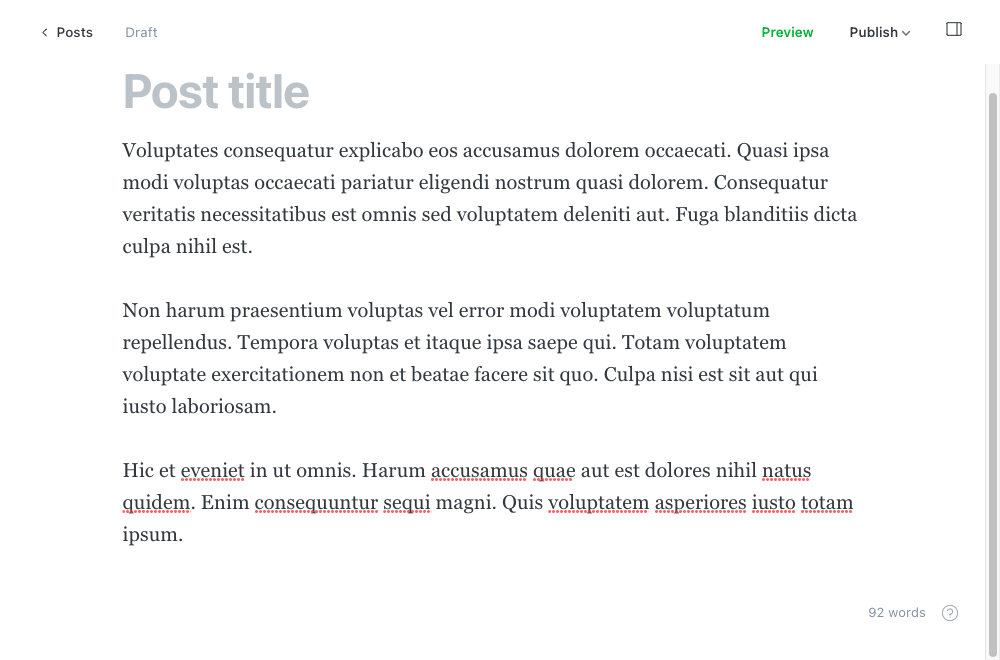 Posts Draft Preview Publish
Post title
Voluptates consequatur explicabo eos accusamus dolorem occaecati. Quasi ipsa
modi voluptas occaecati pariatur eligendi nostrum quasi dolorem. Consequatur
veritatis necessitatibus est omnis sed voluptatem deleniti aut. Fuga blanditiis dicta
culpa nihil est.
Non harum praesentium voluptas vel error modi voluptatem voluptatum
repellendus. Tempora voluptas et itaque ipsa saepe qui. Totam voluptatem
voluptate exercitationem non et beatae facere sit quo. Culpa nisi est sit aut qui
iusto laboriosam.
Hic et eveniet in ut omnis. Harum accusamus quae aut est dolores nihil natus
quidem. Enim consequuntur sequi magni. Quis voluptatem asperiores iusto totam
ipsum.
92 words ?